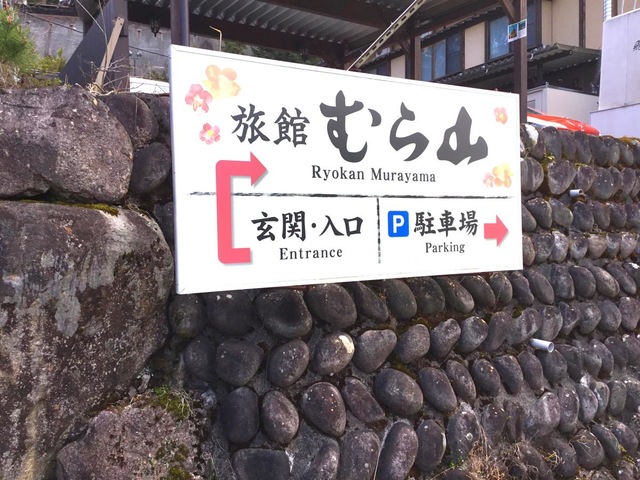 旅館 むら山
Ryokan Murayama
玄関・入口
Entrance
P 駐車場
Parking